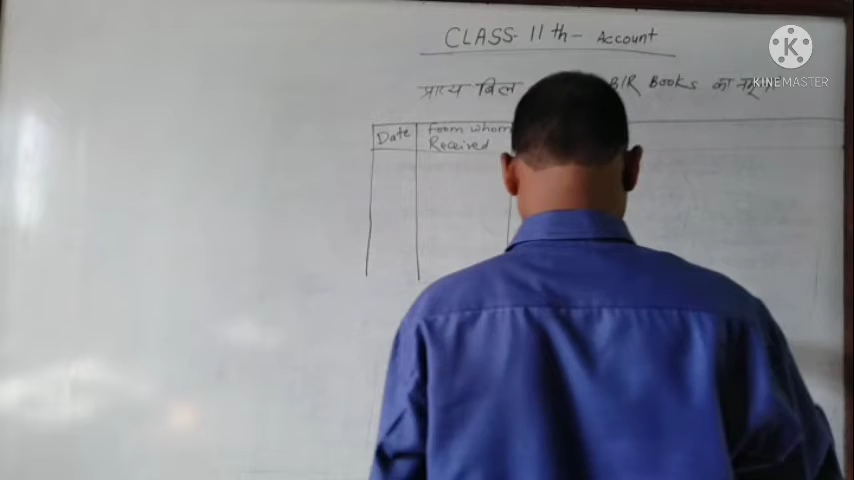 CLASS- 11th- Account
K
KINEMASTER
प्राप्य बिल B/R Books का
Date From whom
Received